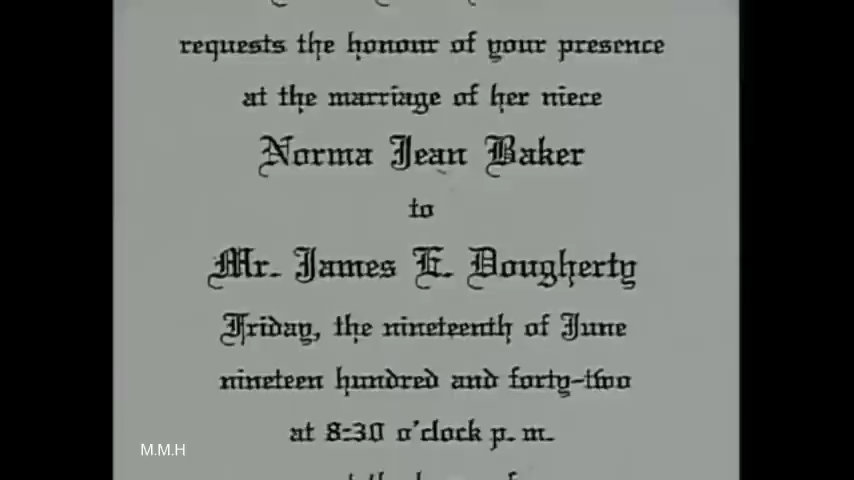 requests the honour of your presence
at the marriage of her niece
Norma Jean Baker
to
Mr. James E. Dougherty
Friday, the nineteenth of June
nineteen hundred and forty-two
at 8:30 o'clock p. m.
M.M.H